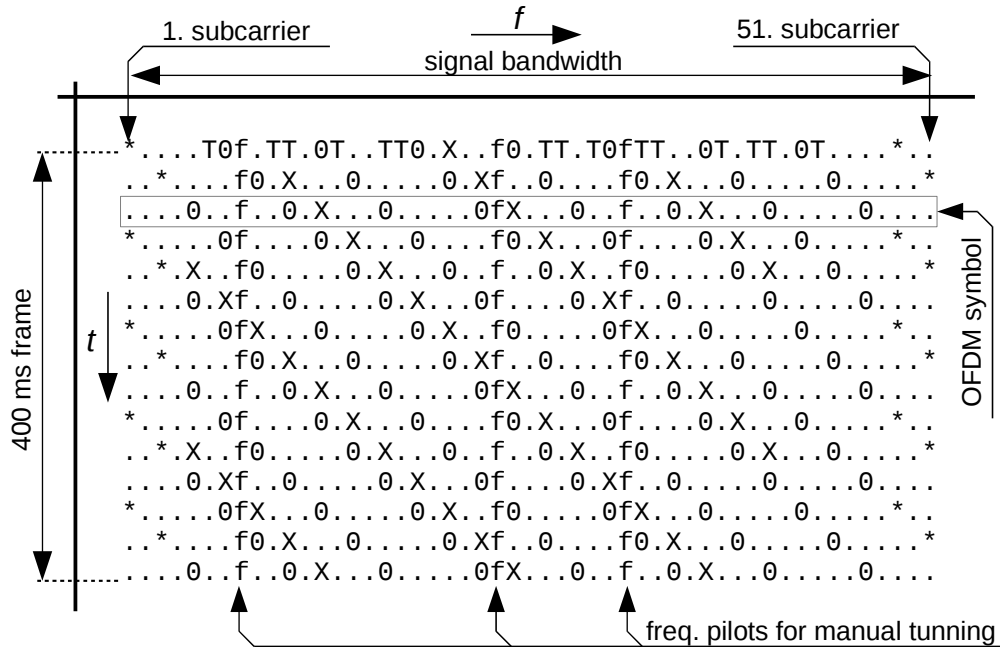 f
1. subcarrier
51. subcarrier
signal bandwidth
*....T0f.TT.0T..TT0.X..f0.TT.T0fTT..0T.TT.0T....*..
..*....f0.X...0.....0.Xf..0....f0.X...0.....0.....*
....0..f..0.X...0.....0fX...0..f..0.X...0.....0....
*.....0f....0.X...0....f0.X...0f....0.X...0.....*..
..*.X..f0.....0.X...0..f..0.X..f0.....0.X...0.....*
....0.Xf..0.....0.X...0f....0.Xf..0.....0.....0....
*.....0fX...0.....0.X..f0.....0fX...0.....0.....*..
..*....f0.X...0.....0.Xf..0....f0.X...0.....0.....*
....0..f..0.X...0.....0fX...0..f..0.X...0.....0....
*.....0f....0.X...0....f0.X...0f....0.X...0.....*..
..*.X..f0.....0.X...0..f..0.X..f0.....0.X...0.....*
....0.Xf..0.....0.X...0f....0.Xf..0.....0.....0....
*.....0fX...0.....0.X..f0.....0fX...0.....0.....*..
..*....f0.X...0.....0.Xf..0....f0.X...0.....0.....*
....0..f..0.X...0.....0fX...0..f..0.X...0.....0....
400 ms frame
t
OFDM symbol
freq. pilots for manual tunning